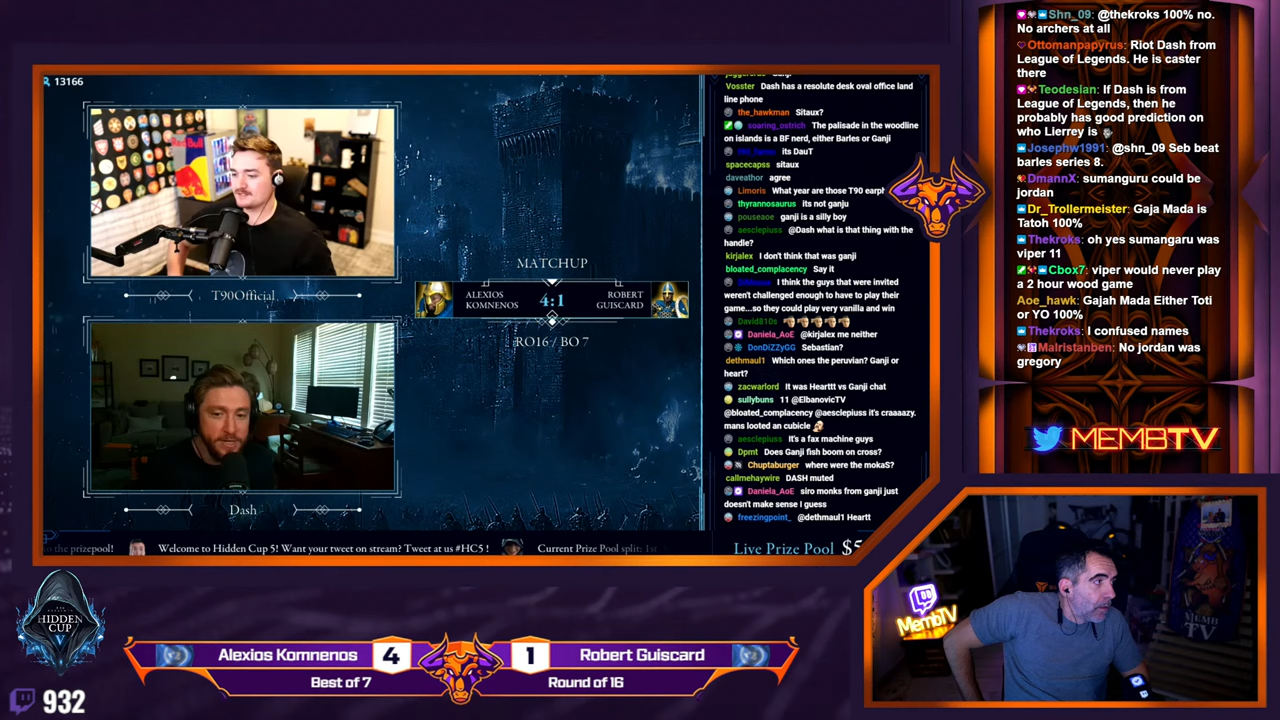 13166
T90Official
Dash
MATCHUP
ALEXIOS
KOMNENOS
4:1
ROBERT
GUISCARD
RO16 / BO 7
Vosster Dash has a resolute desk oval office land
line phone
the_hawkman Sitaux?
soaring_ostrich The palisade in the woodline
on islands is a BF nerd, either Barles or Ganji
its DauT
spacecapss sitaux
daveathor agree
Limoris What year are those T90 earph
thyrannosaurus Its not ganju
pouseaoe ganji is a silly boy
aesclepiuss @Dash what is that thing with the
handle?
kirjalex I don't think that was ganji
bloated_complacency Say it
I think the guys that were invited
weren't challenged enough to have to play their
game...so they could play very vanilla and win
David810s
Daniela_AoE @kirjalex me neither
DonDiZZyGG Sebastian?
dethmaul1 Which ones the peruvian? Ganji or
heart?
zacwarlord It was Hearttt vs Ganji chat
sullybuns 11 @ElbanovicTV
@bloated_complacency @aesclepiuss it's craaaazy.
mans looted an cubicle
aesclepiuss It's a fax machine guys
Dpmt Does Ganji fish boom on cross?
Chuptaburger where were the mokaS?
callmehaywire DASH muted
Daniela_AoE siro monks from ganji just
doesn't make sense I guess
freezingpoint_ @dethmaul1 Heartt
to the prizepool!
Welcome to Hidden Cup 5! Want your tweet on stream? Tweet at us #HC5 !
Current Prize Pool split: 1st
Live Prize Pool $5
Shn_09: @thekroks 100% no.
No archers at all
Ottomanpapyrus: Riot Dash from
League of Legends. He is caster
there
Teodesian: If Dash is from
League of Legends, then he
probably has good prediction on
who Lierrey is
Josephw1991: @shn_09 Seb beat
barles series 8.
DmannX: sumanguru could be
jordan
Dr_Trollermeister: Gaja Mada is
Tatoh 100%
Thekroks: oh yes sumangaru was
viper 11
Cbox7: viper would never play
a 2 hour wood game
Aoe_hawk: Gajah Mada Either Toti
or YO 100%
Thekroks: I confused names
Malristanben: No jordan was
gregory
MEMBTV
MembTV
HIDDEN
CUP
Alexios Komnenos 4
1 Robert Guiscard
Best of 7
Round of 16
932
Red Bull
MEMB
TV